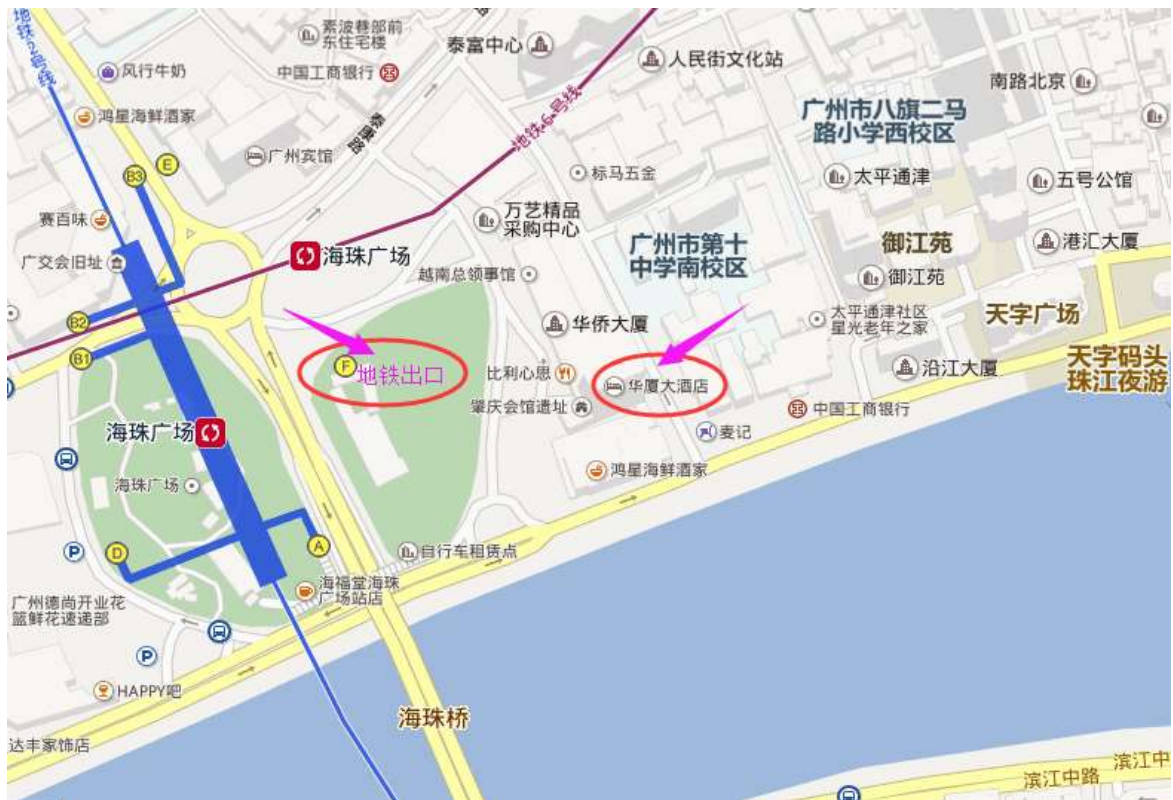 地铁2号线
素波巷部前
东住宅楼
泰富中心
人民街文化站
风行牛奶
中国工商银行
南路北京
鸿星海鲜酒家
泰康路
地铁6号线
广州市八旗二马
路小学西校区
E
广州宾馆
B3
标马五金
太平通津
五号公馆
赛百味
万艺精品
采购中心
广州市第十
中学南校区
御江苑
港汇大厦
广交会旧址
海珠广场
越南总领事馆
御江苑
B2
华侨大厦
太平通津社区
星光老年之家
天字广场
B1
F
地铁出口
比利心思
华厦大酒店
沿江大厦
天字码头
珠江夜游
肇庆会馆遗址
中国工商银行
海珠广场
麦记
鸿星海鲜酒家
海珠广场
P
D
A
自行车租赁点
海福堂海珠
广场站店
广州德尚开业花
篮鲜花速递部
P
HAPPY吧
海珠桥
达丰家饰店
滨江中路
滨江中